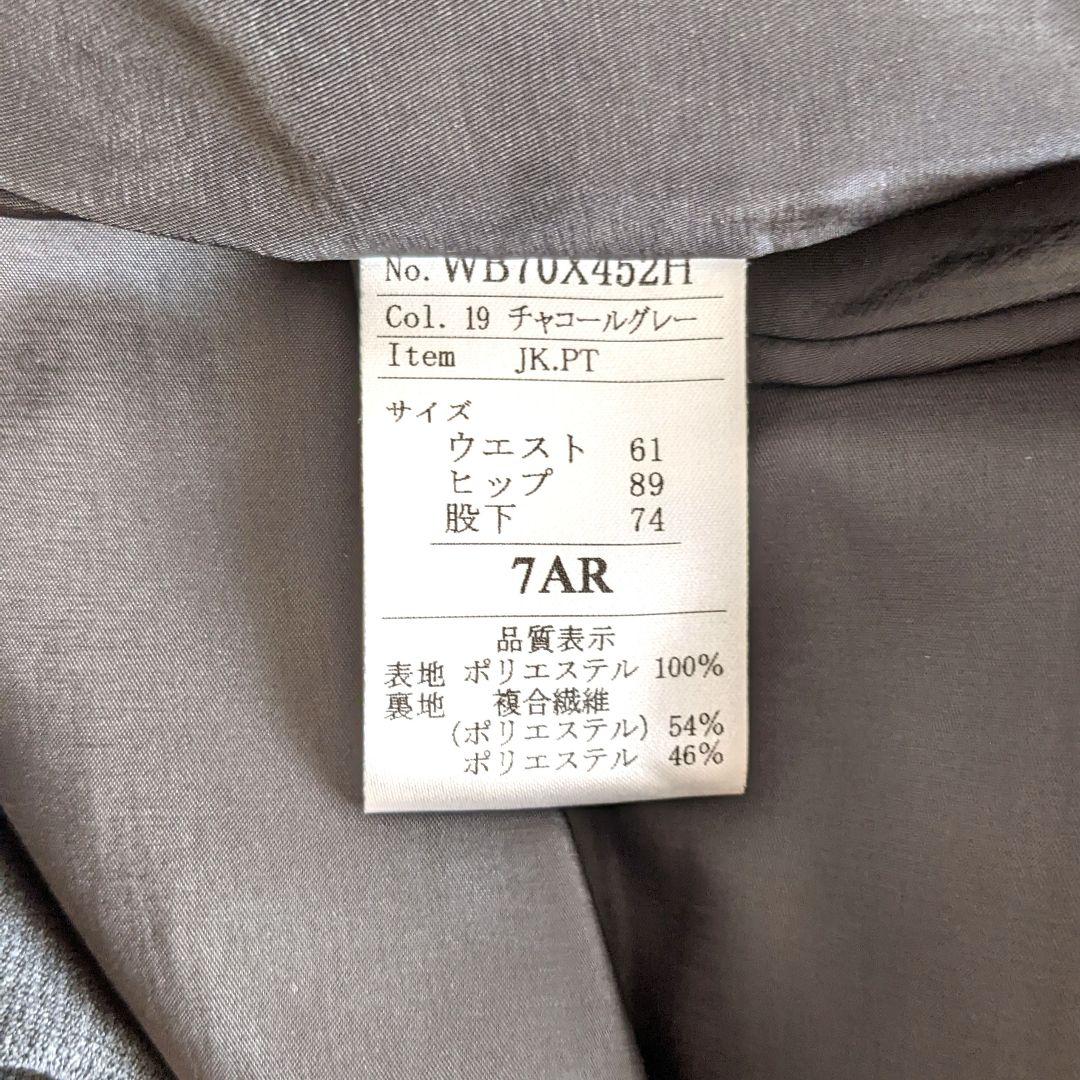 No. WB70X452H
Col. 19 チャコールグレー
Item JK.PT
サイズ
ウエスト 61
ヒップ 89
股下 74
7AR
品質表示
表地 ポリエステル 100%
裏地 複合繊維
(ポリエステル) 54%
ポリエステル 46%